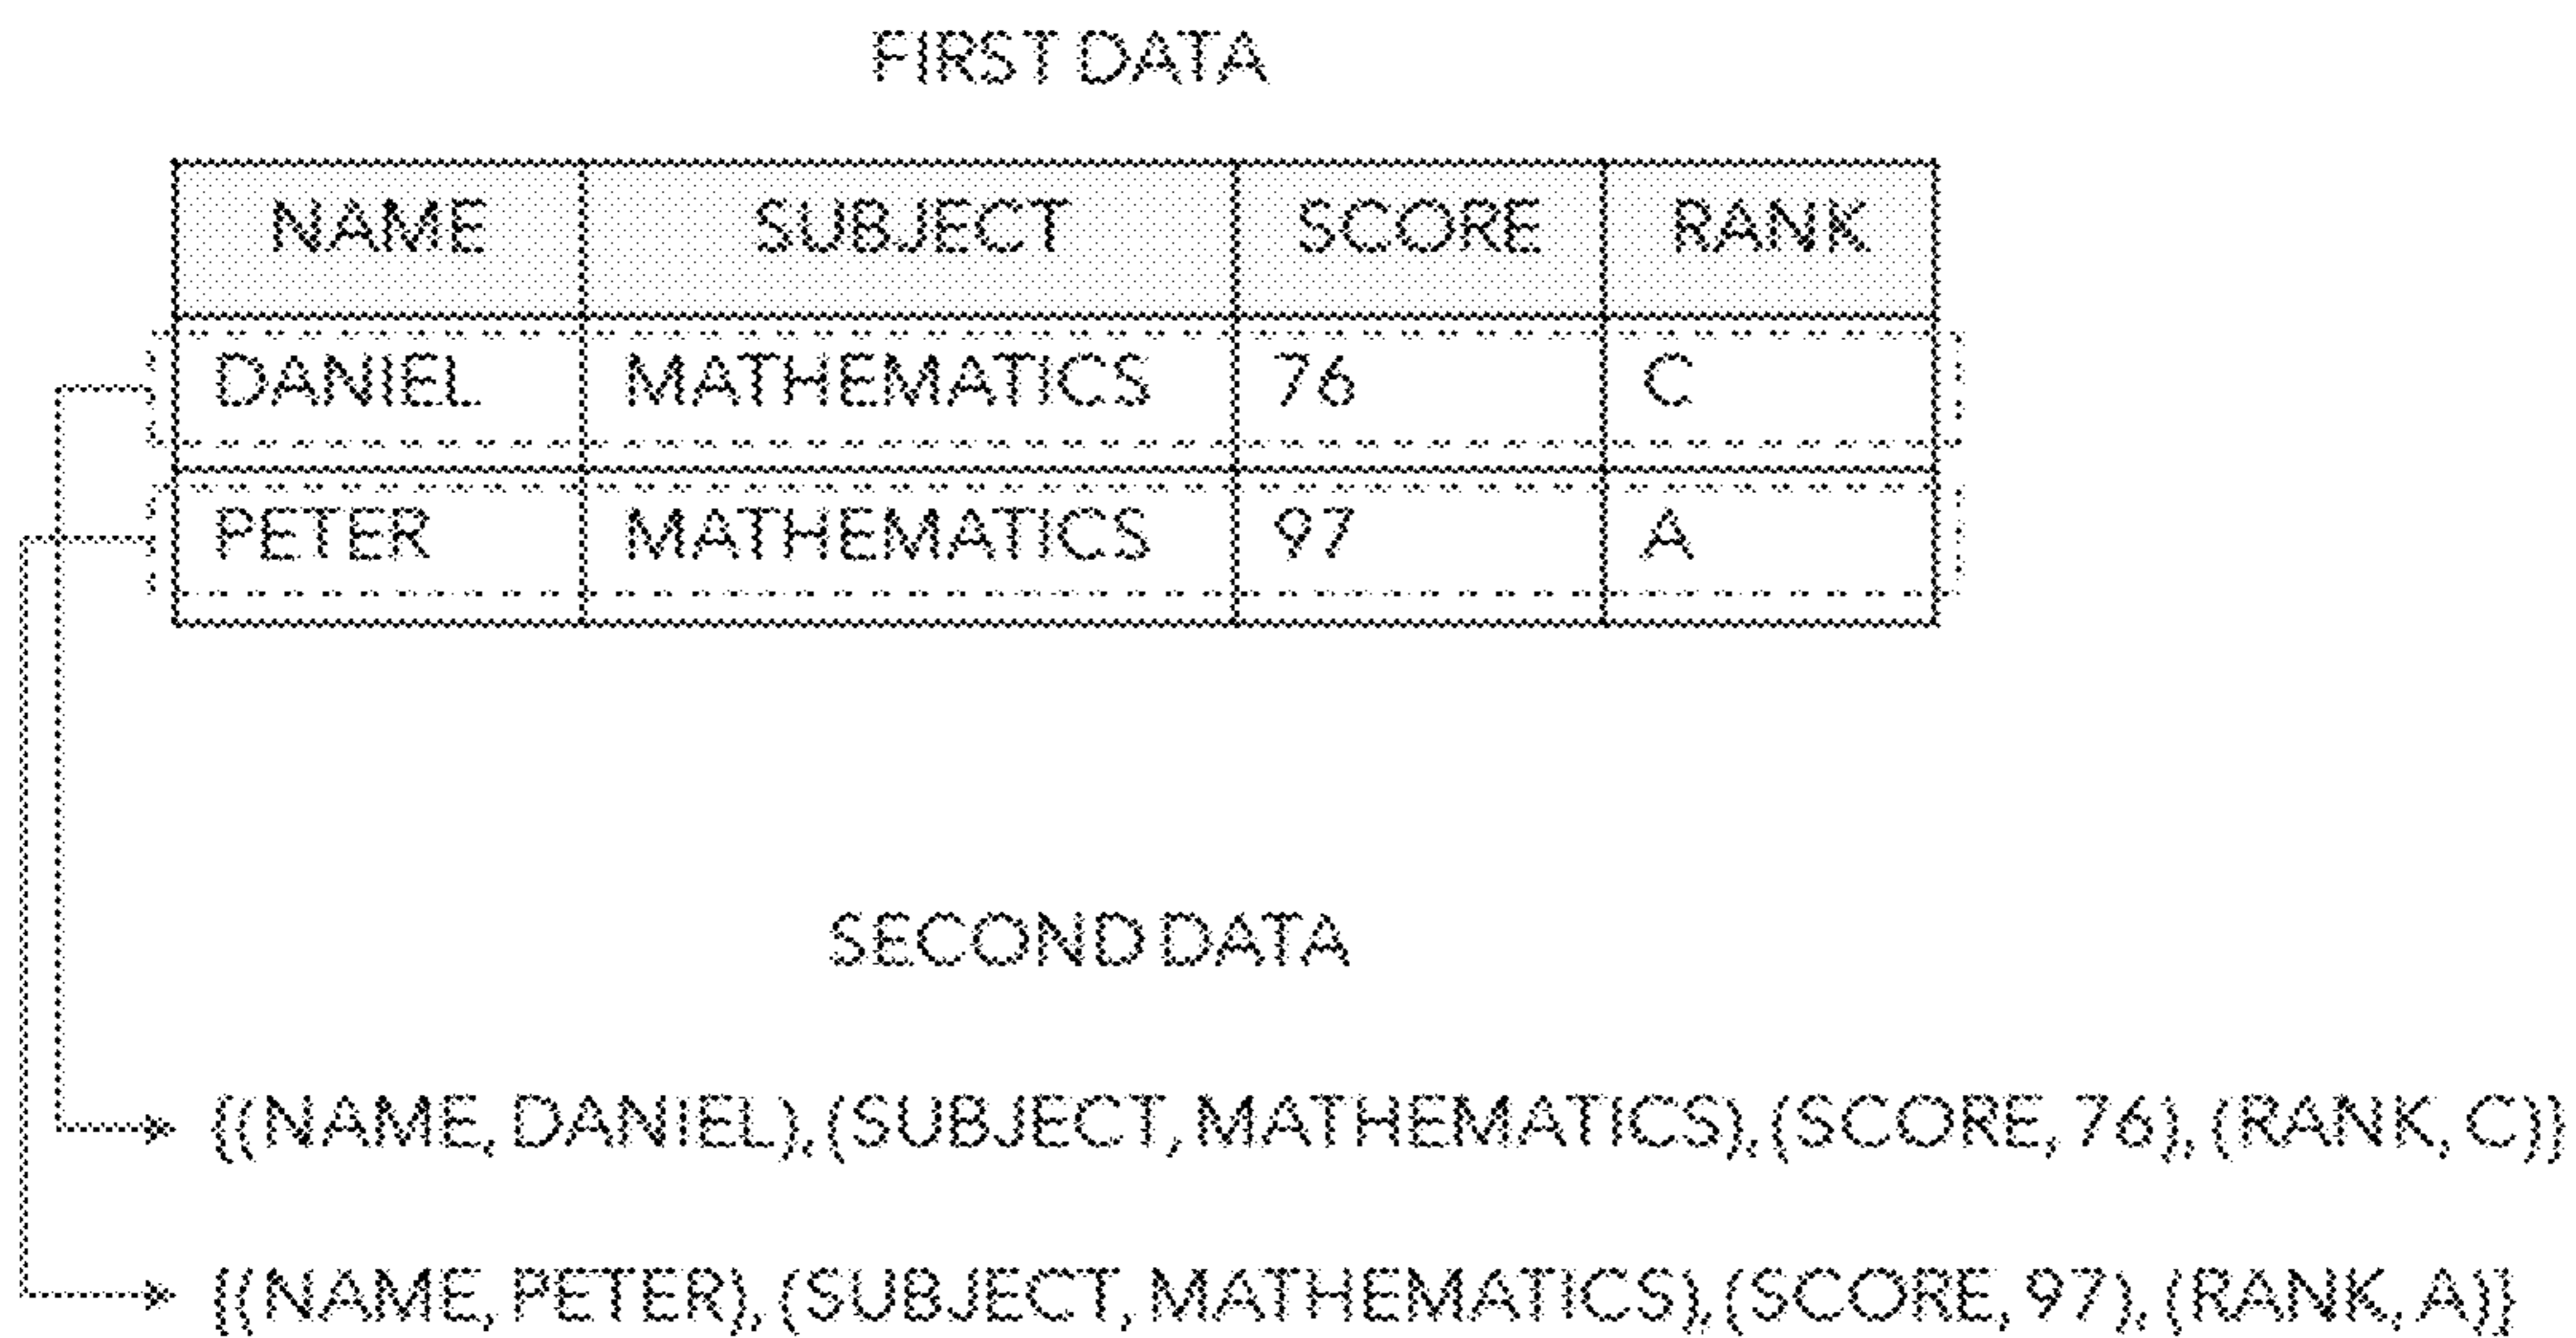 FIRST DATA
NAME SUBJECT SCORE RANK
DANIEL MATHEMATICS 76 C
PETER MATHEMATICS 97 A
SECOND DATA
{(NAME, DANIEL), (SUBJECT, MATHEMATICS), (SCORE, 76), (RANK, C)}
{(NAME, PETER), (SUBJECT, MATHEMATICS), (SCORE, 97), (RANK, A)}